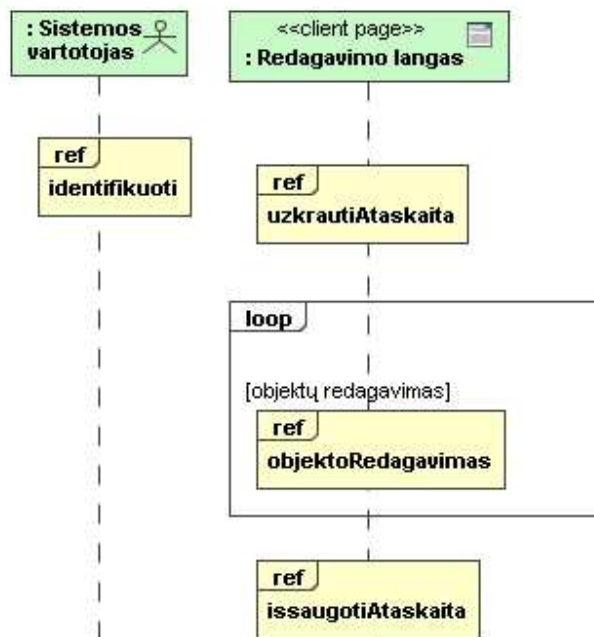 : Sistemos
vartotojas
<<client page>>
: Redagavimo langas
ref
identifikuoti
ref
uzkrautiAtaskaita
loop
[objektų redagavimas]
ref
objektoRedagavimas
ref
issaugotiAtaskaita